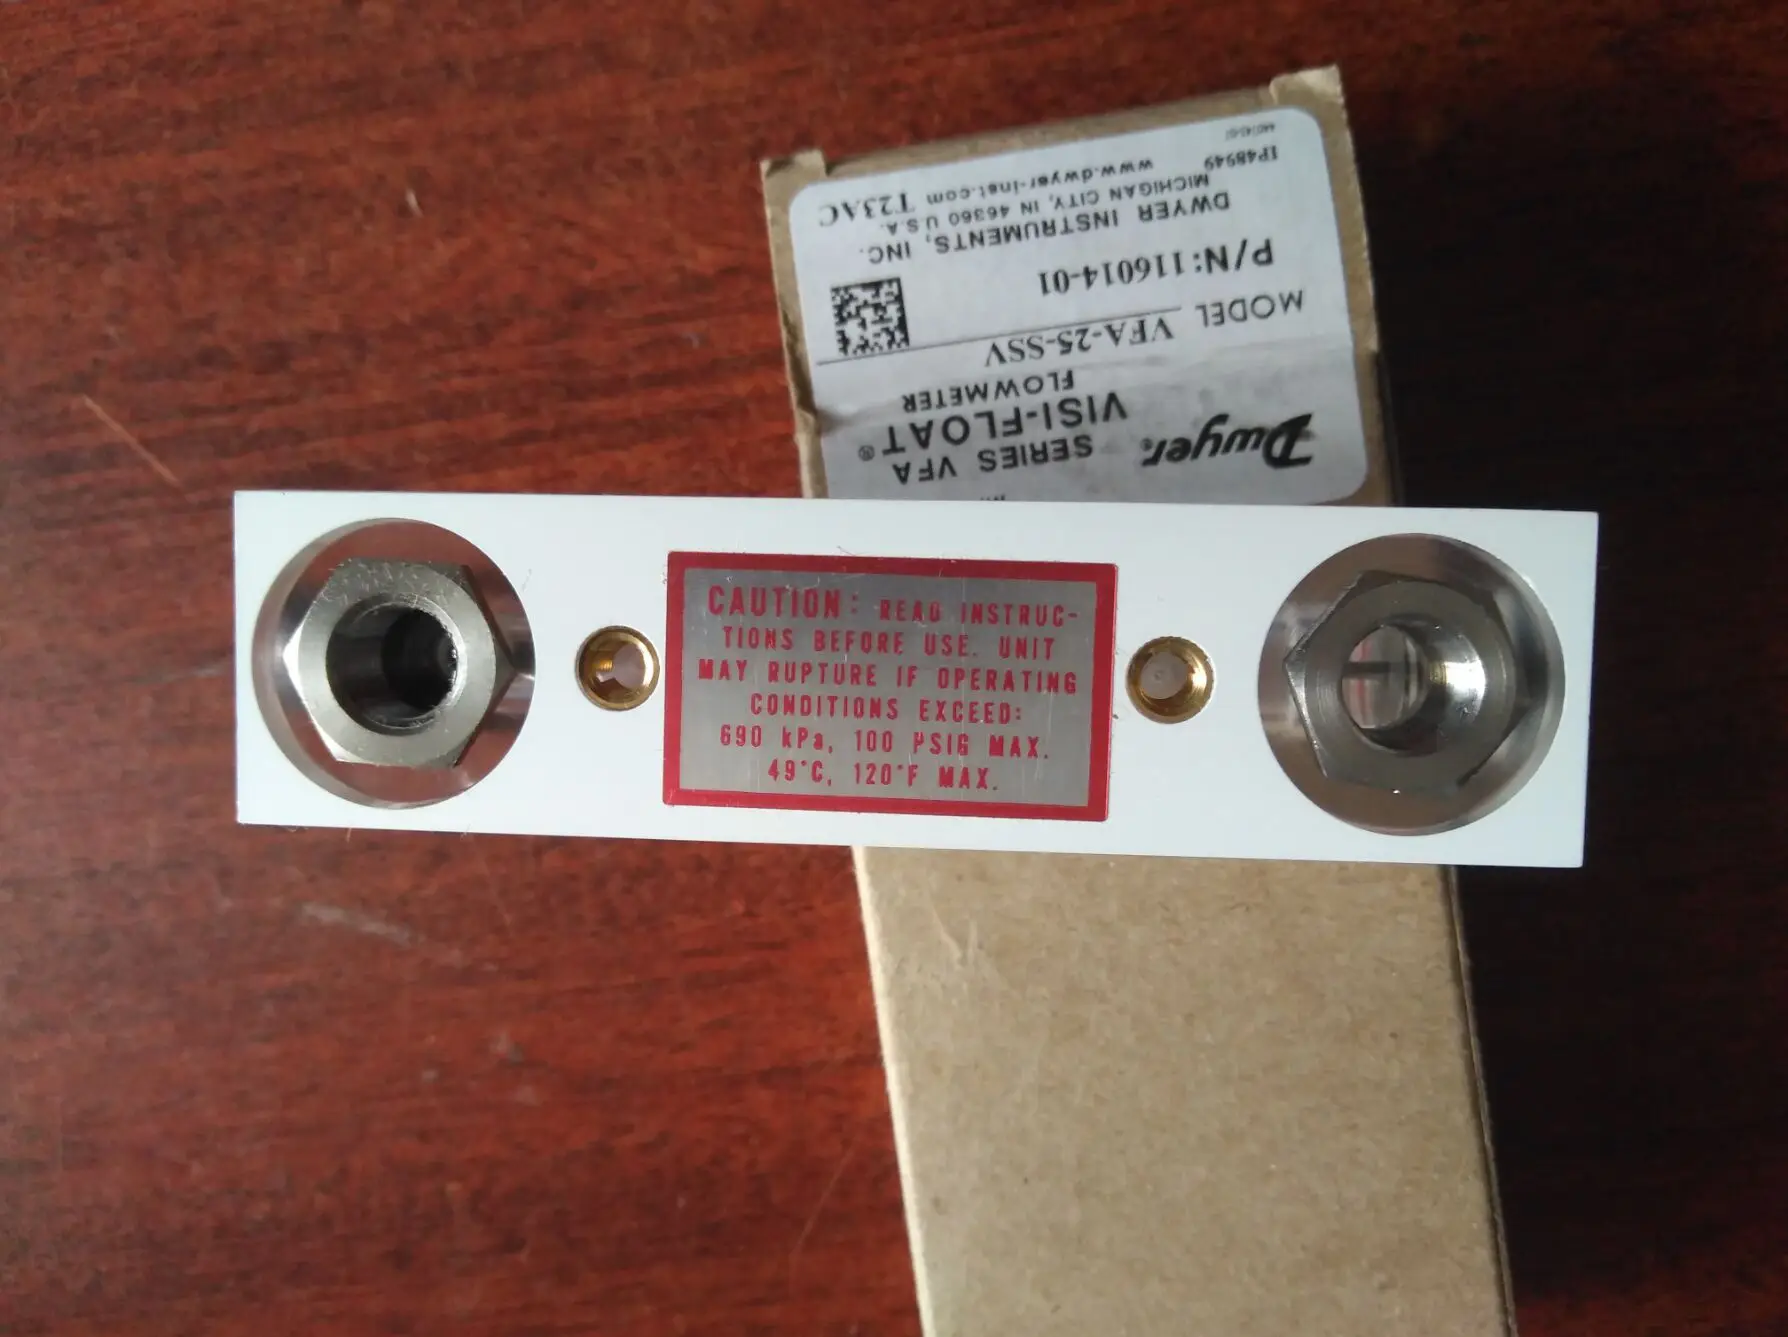 CAUTION: READ INSTRUC-
TIONS BEFORE USE. UNIT
MAY RUPTURE IF OPERATING
CONDITIONS EXCEED:
690 kPa, 100 PSIG MAX.
49°C, 120°F MAX.
Dwyer®
SERIES VFA
VISI-FLOAT®
FLOWMETER
MODEL VFA-25-SSV
P/N:116014-01
DWYER INSTRUMENTS, INC.
MICHIGAN CITY, IN 46360 U.S.A.
IP48949 www.dwyer-inst.com T23AC